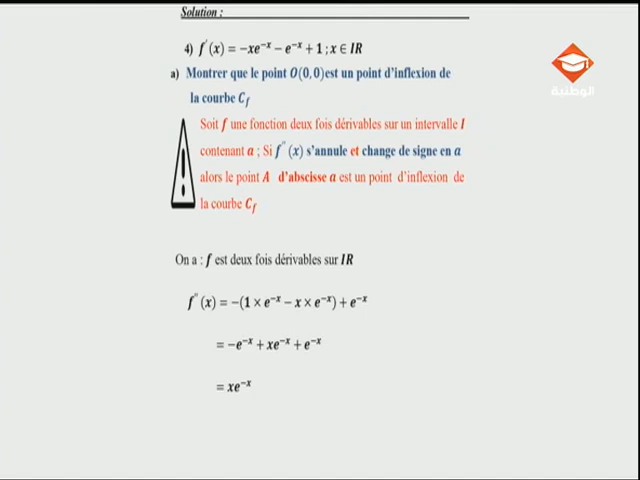 Solution :
4) f'(x) = −xe⁻ˣ − e⁻ˣ + 1 ; x ∈ IR
a) Montrer que le point O(0,0)est un point d'inflexion de
la courbe C_f
Soit f une fonction deux fois dérivables sur un intervalle I
contenant a ; Si f''(x) s'annule et change de signe en a
alors le point A d'abscisse a est un point d'inflexion de
la courbe C_f
On a : f est deux fois dérivables sur IR
f''(x) = −(1 × e⁻ˣ − x × e⁻ˣ) + e⁻ˣ
= −e⁻ˣ + xe⁻ˣ + e⁻ˣ
= xe⁻ˣ
الوطنية